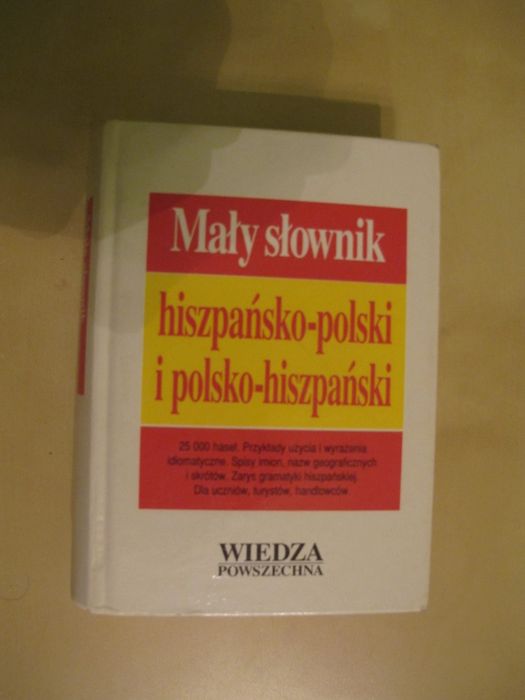 Mały słownik
hiszpańsko-polski
i polsko-hiszpański
25 000 haseł. Przykłady użycia i wyrażenia
idiomatyczne. Spisy imion, nazw geograficznych
i skrótów. Zarys gramatyki hiszpańskiej.
Dla uczniów, turystów, handlowców
WIEDZA
POWSZECHNA